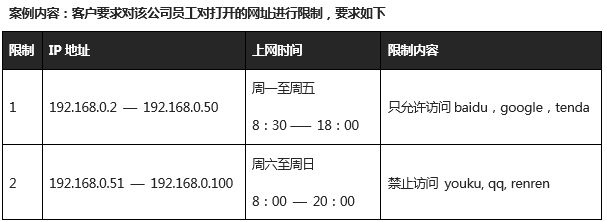 案例内容：客户要求对该公司员工对打开的网址进行限制，要求如下
限制 IP 地址 上网时间 限制内容
1 192.168.0.2 — 192.168.0.50 周一至周五 8：30 —— 18：00 只允许访问 baidu，google，tenda
2 192.168.0.51 — 192.168.0.100 周六至周日 8：00 — 20：00 禁止访问 youku, qq, renren